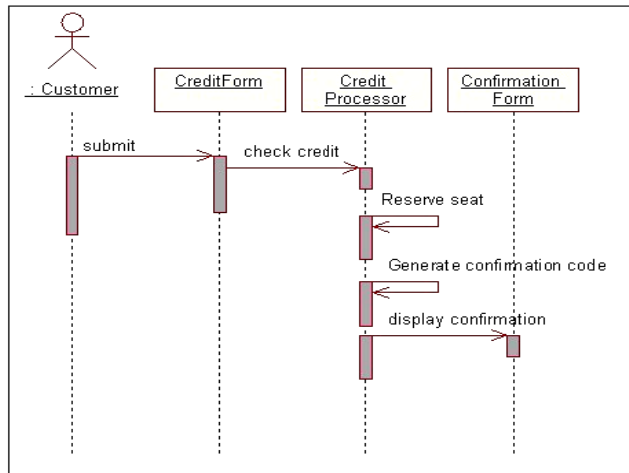 : Customer
CreditForm
Credit
Processor
Confirmation
Form
submit
check credit
Reserve seat
Generate confirmation code
display confirmation